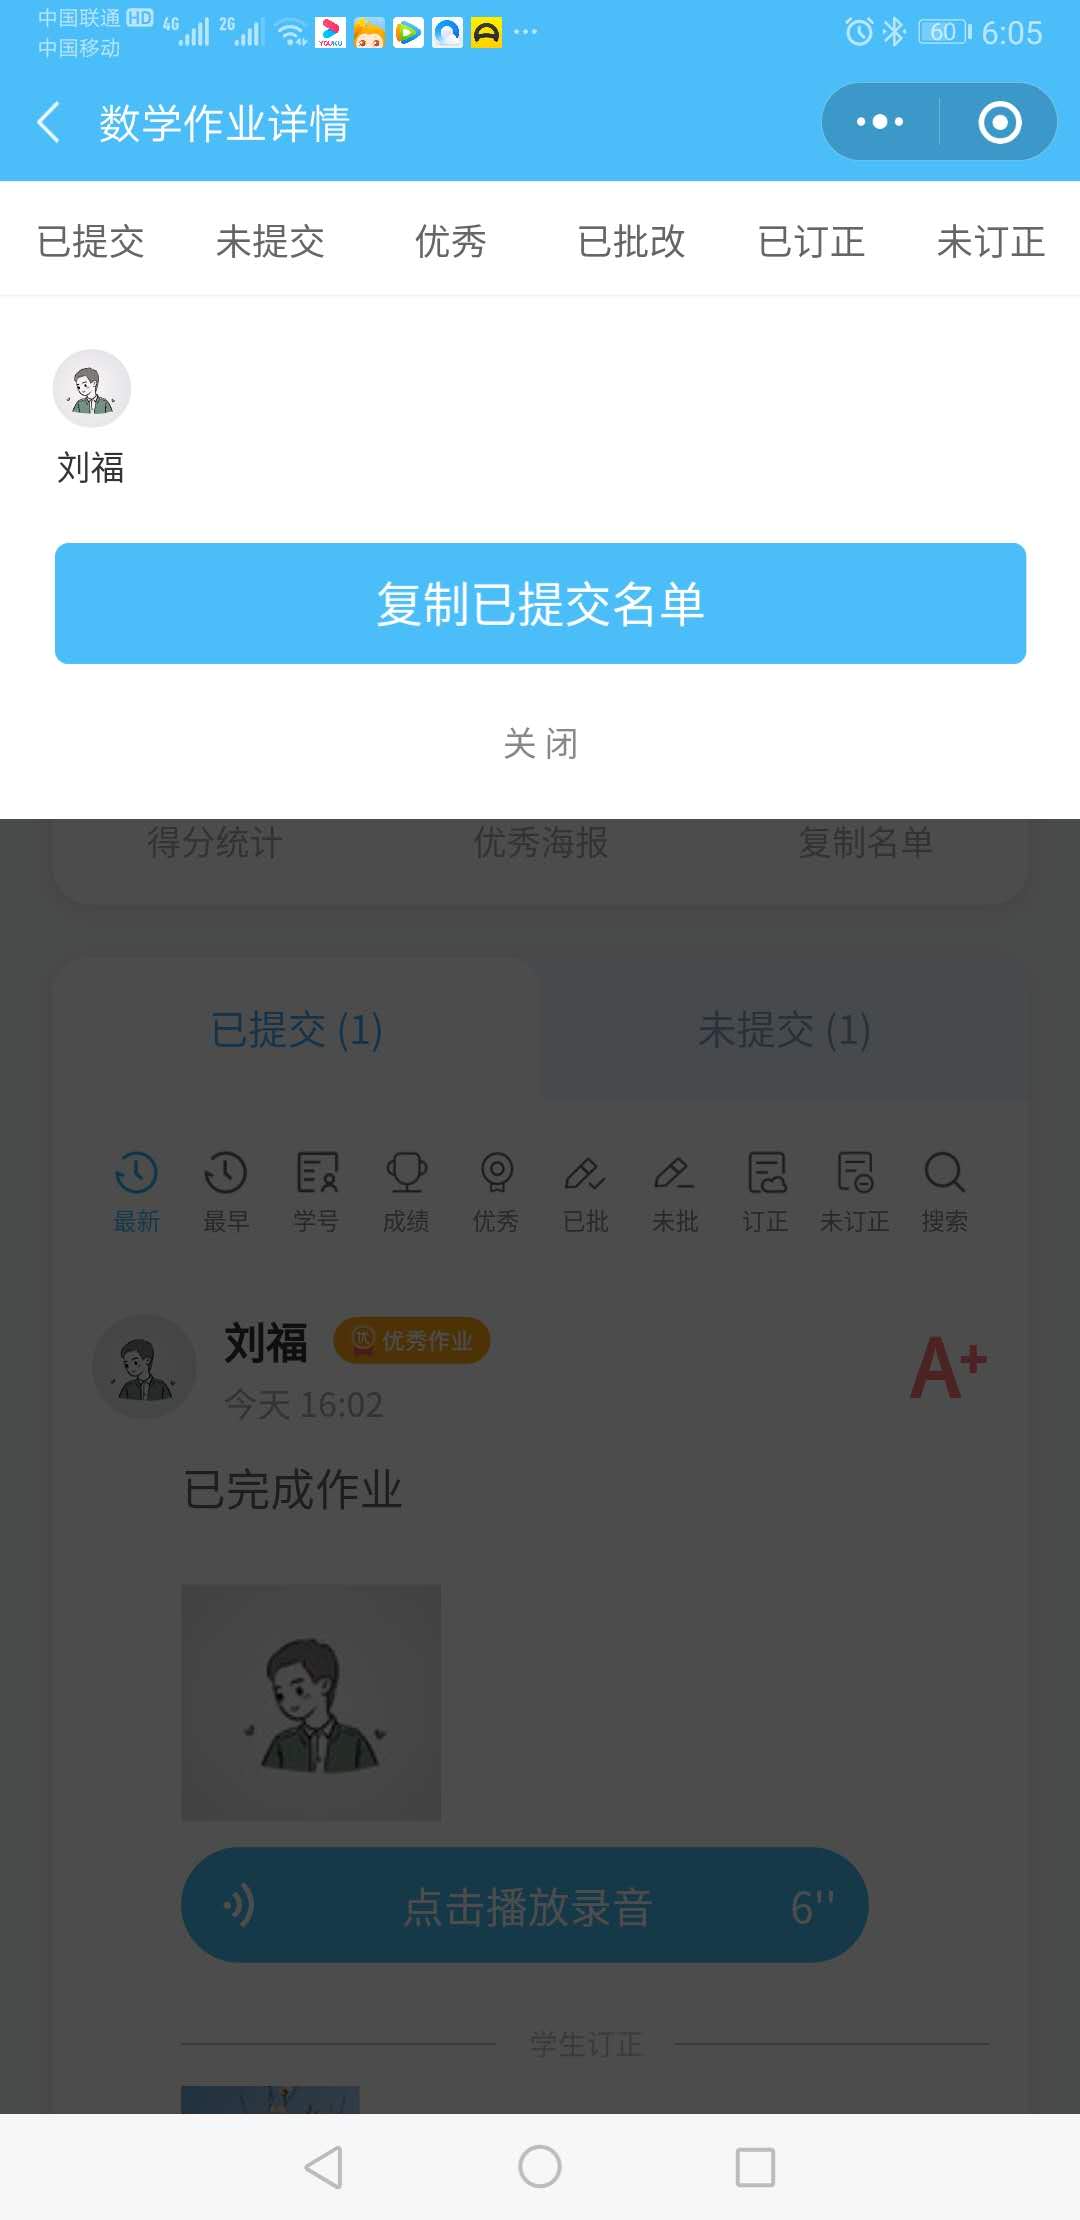 中国联通 HD 4G 2G YOUKU 60 6:05
中国移动
数学作业详情
已提交 未提交 优秀 已批改 已订正 未订正
刘福
复制已提交名单
关 闭
得分统计 优秀海报 复制名单
已提交 (1) 未提交 (1)
最新 最早 学号 成绩 优秀 已批 未批 订正 未订正 搜索
刘福 优 优秀作业 A+
今天 16:02
已完成作业
点击播放录音 6''
学生订正